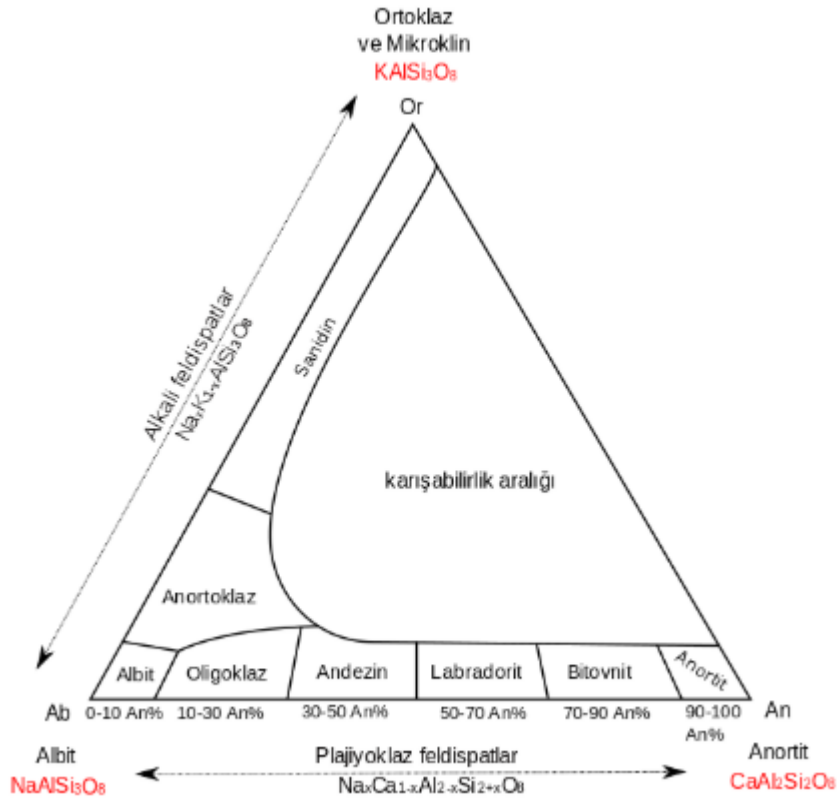 Ortoklaz
ve Mikroklin
KAlSi₃O₈
Or
Alkali feldispatlar
NaₓK₁₋ₓAlSi₃O₈
Sanidin
karışabilirlik aralığı
Anortoklaz
Albit
Oligoklaz
Andezin
Labradorit
Bitovnit
Anortit
Ab
0-10 An%
10-30 An%
30-50 An%
50-70 An%
70-90 An%
90-100
An%
An
Albit
NaAlSi₃O₈
Plajiyoklaz feldispatlar
NaₓCa₁₋ₓAl₂₋ₓSi₂₊ₓO₈
Anortit
CaAl₂Si₂O₈